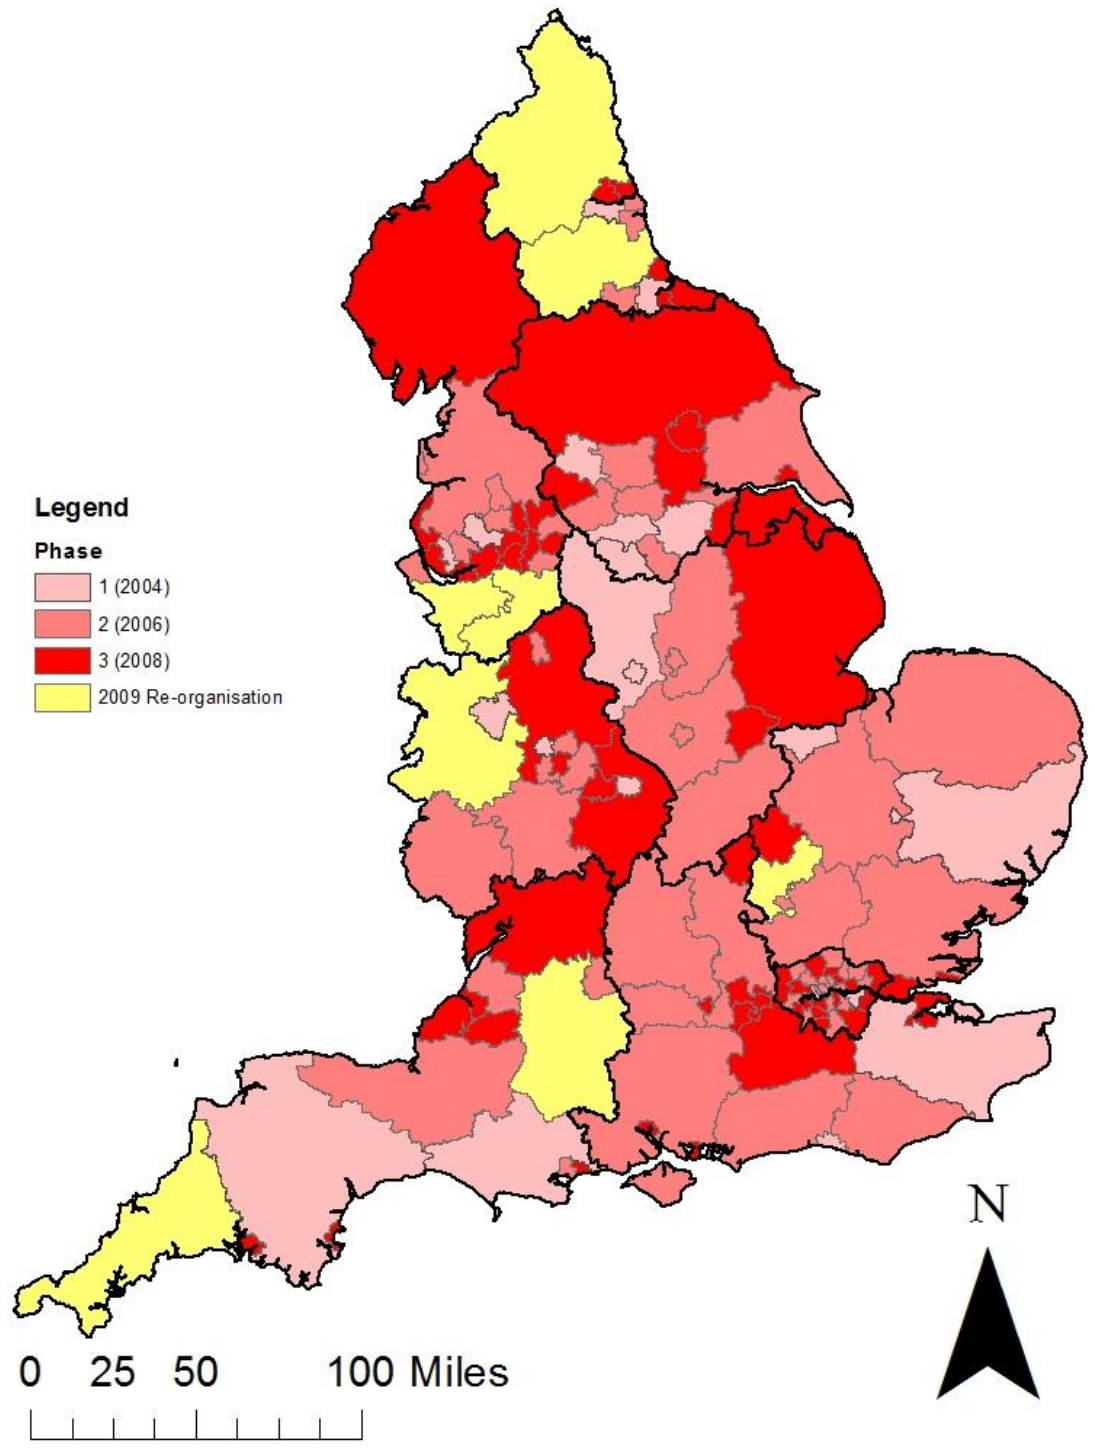 Legend
Phase
1 (2004)
2 (2006)
3 (2008)
2009 Re-organisation
N
0 25 50 100 Miles